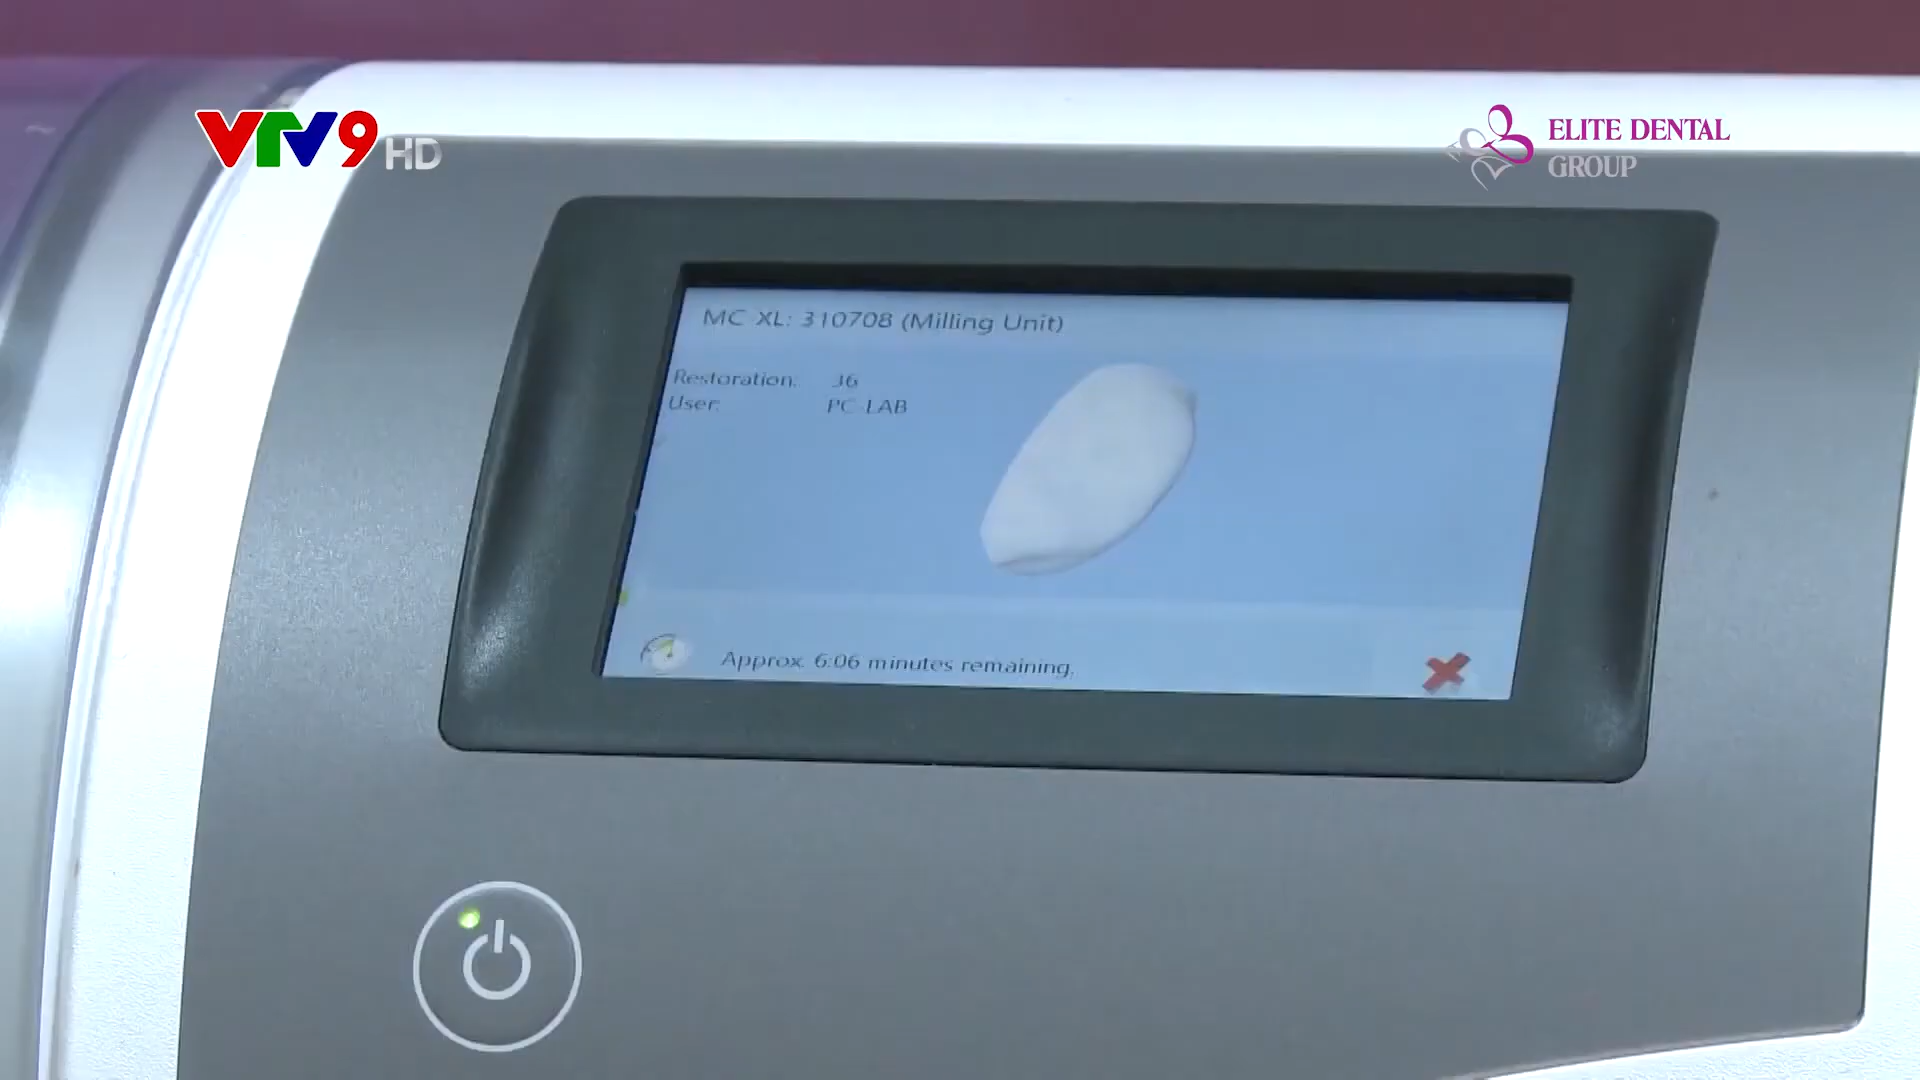 VTV9 HD
ELITE DENTAL
GROUP
MC XL: 310708 (Milling Unit)
Restoration: 36
User: PC-LAB
Approx. 6:06 minutes remaining.